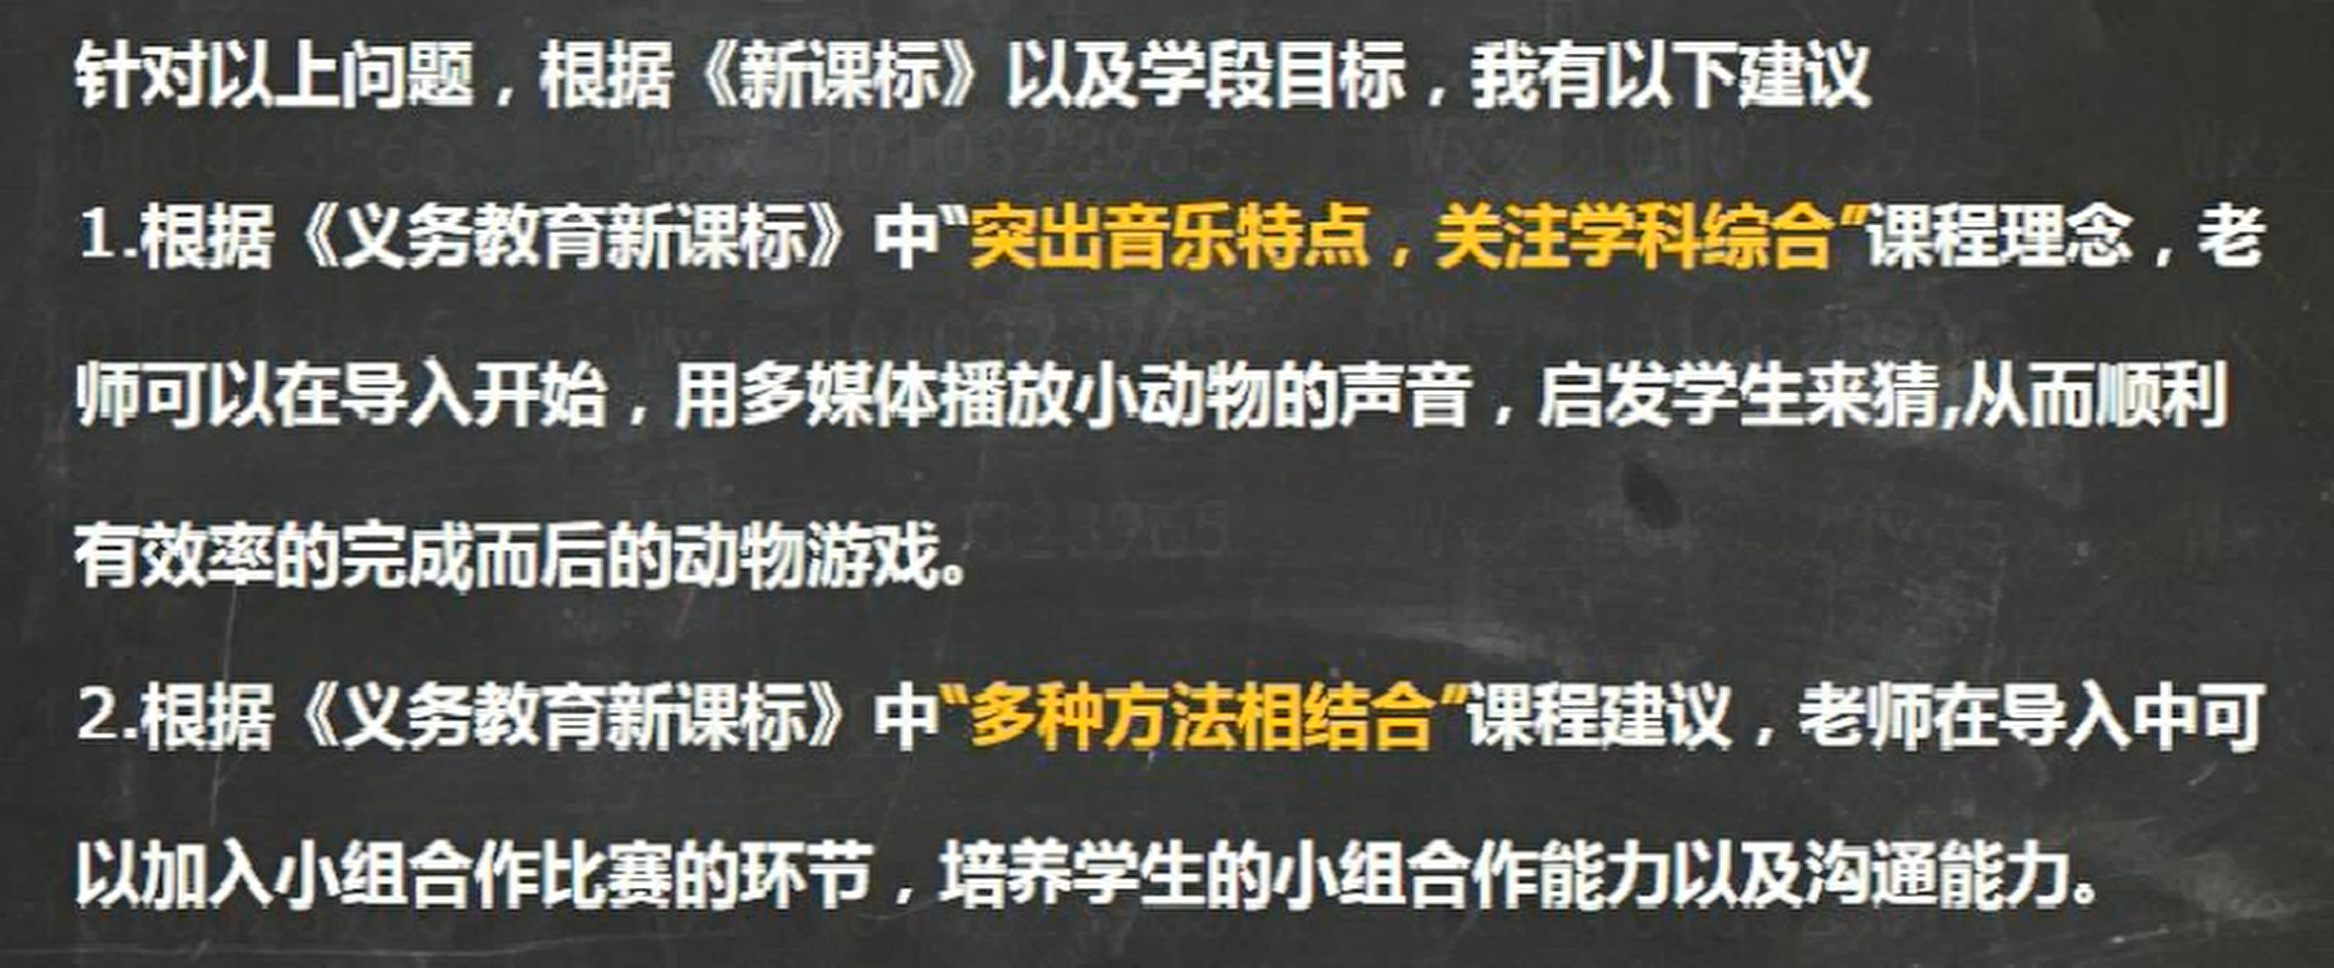 针对以上问题，根据《新课标》以及学段目标，我有以下建议
1.根据《义务教育新课标》中“突出音乐特点，关注学科综合”课程理念，老
师可以在导入开始，用多媒体播放小动物的声音，启发学生来猜,从而顺利
有效率的完成而后的动物游戏。
2.根据《义务教育新课标》中“多种方法相结合”课程建议，老师在导入中可
以加入小组合作比赛的环节，培养学生的小组合作能力以及沟通能力。